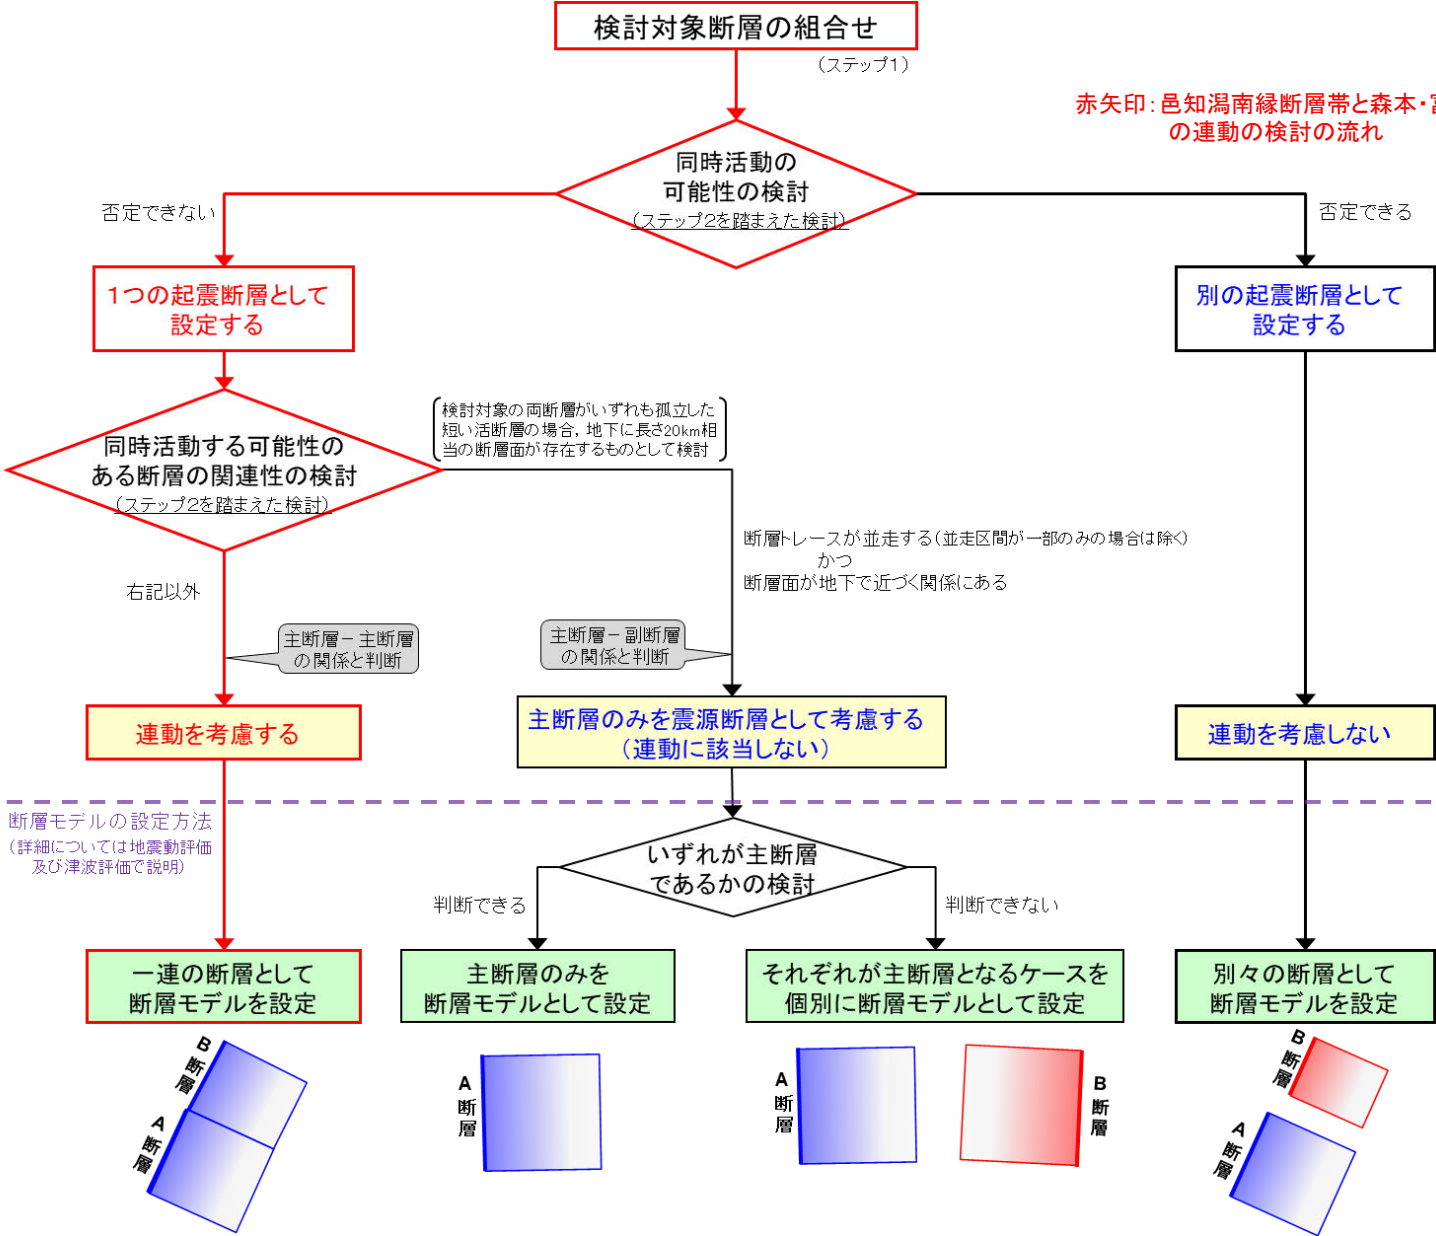 検討対象断層の組合せ
（ステップ1）
赤矢印：邑知潟南縁断層帯と森本・
の連動の検討の流れ
同時活動の
可能性の検討
（ステップ2を踏まえた検討）
否定できない
否定できる
1つの起震断層として
設定する
別の起震断層として
設定する
検討対象の両断層がいずれも孤立した
短い活断層の場合，地下に長さ20km相
当の断層面が存在するものとして検討
同時活動する可能性の
ある断層の関連性の検討
（ステップ2を踏まえた検討）
断層トレースが並走する（並走区間が一部のみの場合は除く）
かつ
断層面が地下で近づく関係にある
右記以外
主断層－主断層
の関係と判断
主断層－副断層
の関係と判断
連動を考慮する
主断層のみを震源断層として考慮する
（連動に該当しない）
連動を考慮しない
断層モデルの設定方法
（詳細については地震動評価
及び津波評価で説明）
いずれが主断層
であるかの検討
判断できる
判断できない
一連の断層として
断層モデルを設定
主断層のみを
断層モデルとして設定
それぞれが主断層となるケースを
個別に断層モデルとして設定
別々の断層として
断層モデルを設定
B断層
A断層
A断層
A断層
B断層
B断層
A断層